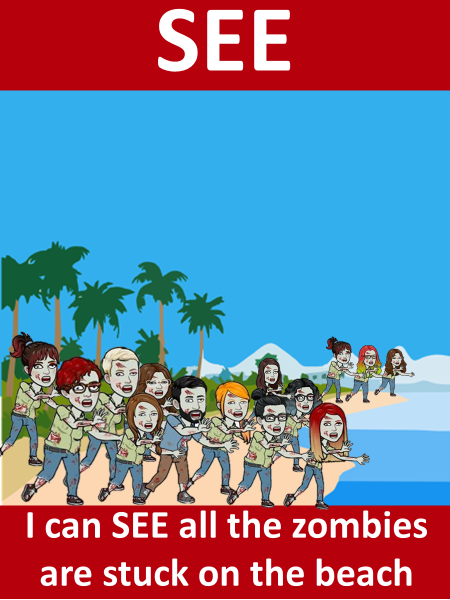 SEE
I can SEE all the zombies
are stuck on the beach